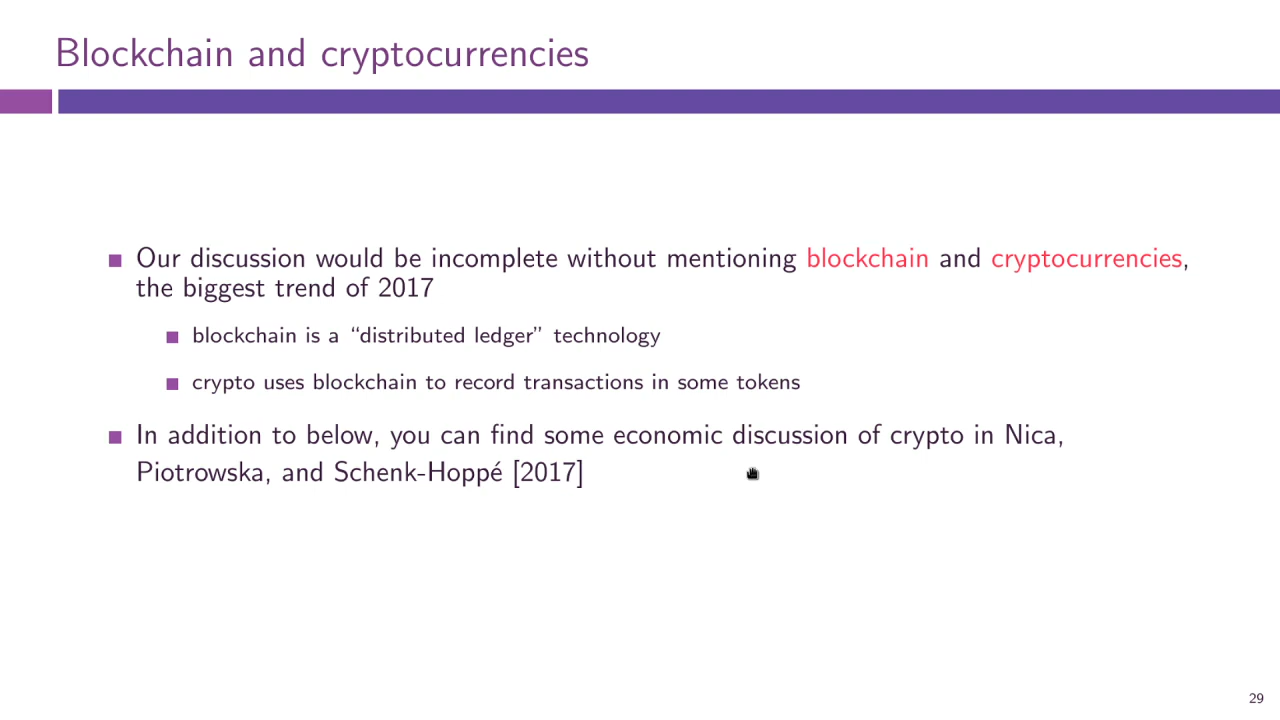 Blockchain and cryptocurrencies
Our discussion would be incomplete without mentioning blockchain and cryptocurrencies,
the biggest trend of 2017
blockchain is a “distributed ledger” technology
crypto uses blockchain to record transactions in some tokens
In addition to below, you can find some economic discussion of crypto in Nica,
Piotrowska, and Schenk-Hoppé [2017]
29